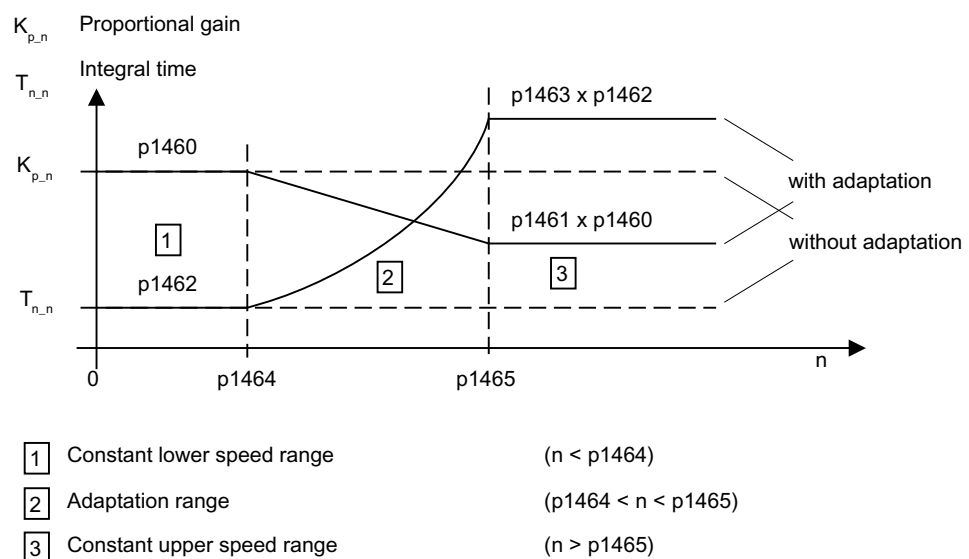 K_p_n Proportional gain
Integral time
T_n_n
p1463 x p1462
p1460
K_p_n
with adaptation
p1461 x p1460
1
without adaptation
2
3
p1462
T_n_n
n
0
p1464
p1465
1 Constant lower speed range (n < p1464)
2 Adaptation range (p1464 < n < p1465)
3 Constant upper speed range (n > p1465)